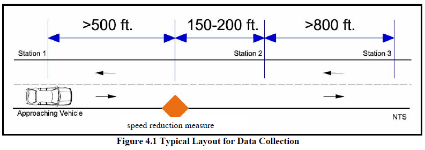 >500 ft. 150-200 ft. >800 ft.
Station 1 Station 2 Station 3
Approaching Vehicle NTS
speed reduction measure
Figure 4.1 Typical Layout for Data Collection